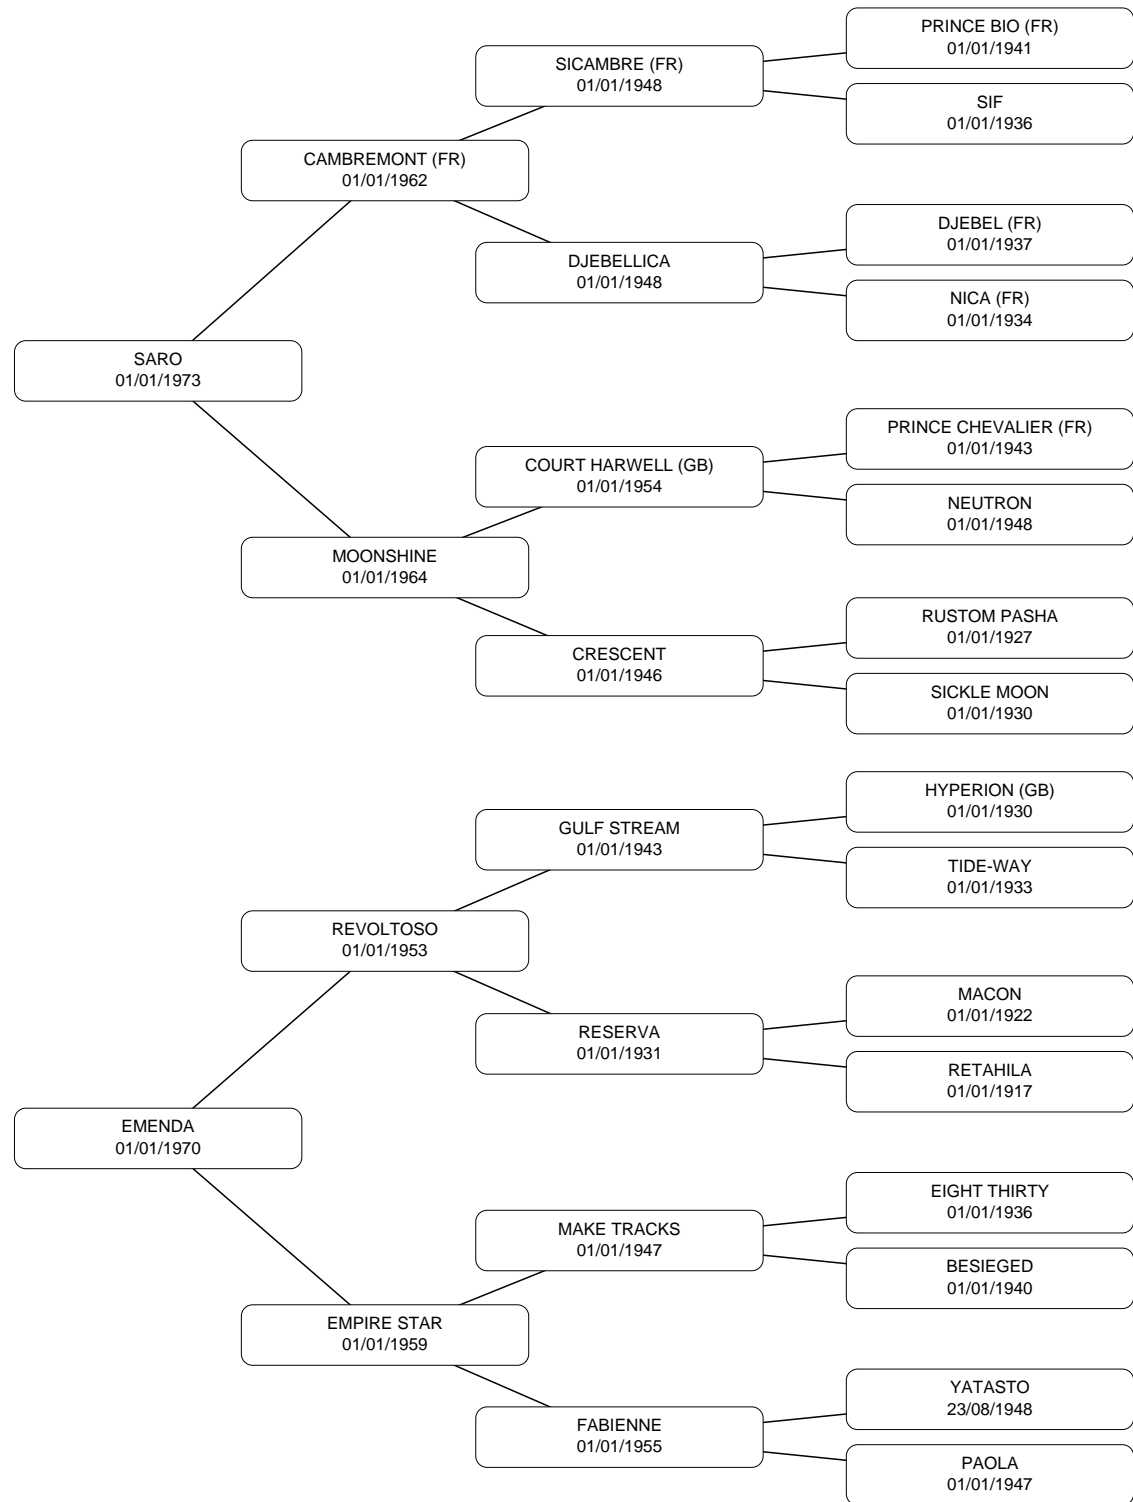 PRINCE BIO (FR)
01/01/1941
SICAMBRE (FR)
01/01/1948
SIF
01/01/1936
CAMBREMONT (FR)
01/01/1962
DJEBEL (FR)
01/01/1937
DJEBELLICA
01/01/1948
NICA (FR)
01/01/1934
SARO
01/01/1973
PRINCE CHEVALIER (FR)
01/01/1943
COURT HARWELL (GB)
01/01/1954
NEUTRON
01/01/1948
MOONSHINE
01/01/1964
RUSTOM PASHA
01/01/1927
CRESCENT
01/01/1946
SICKLE MOON
01/01/1930
HYPERION (GB)
01/01/1930
GULF STREAM
01/01/1943
TIDE-WAY
01/01/1933
REVOLTOSO
01/01/1953
MACON
01/01/1922
RESERVA
01/01/1931
RETAHILA
01/01/1917
EMENDA
01/01/1970
EIGHT THIRTY
01/01/1936
MAKE TRACKS
01/01/1947
BESIEGED
01/01/1940
EMPIRE STAR
01/01/1959
YATASTO
23/08/1948
FABIENNE
01/01/1955
PAOLA
01/01/1947